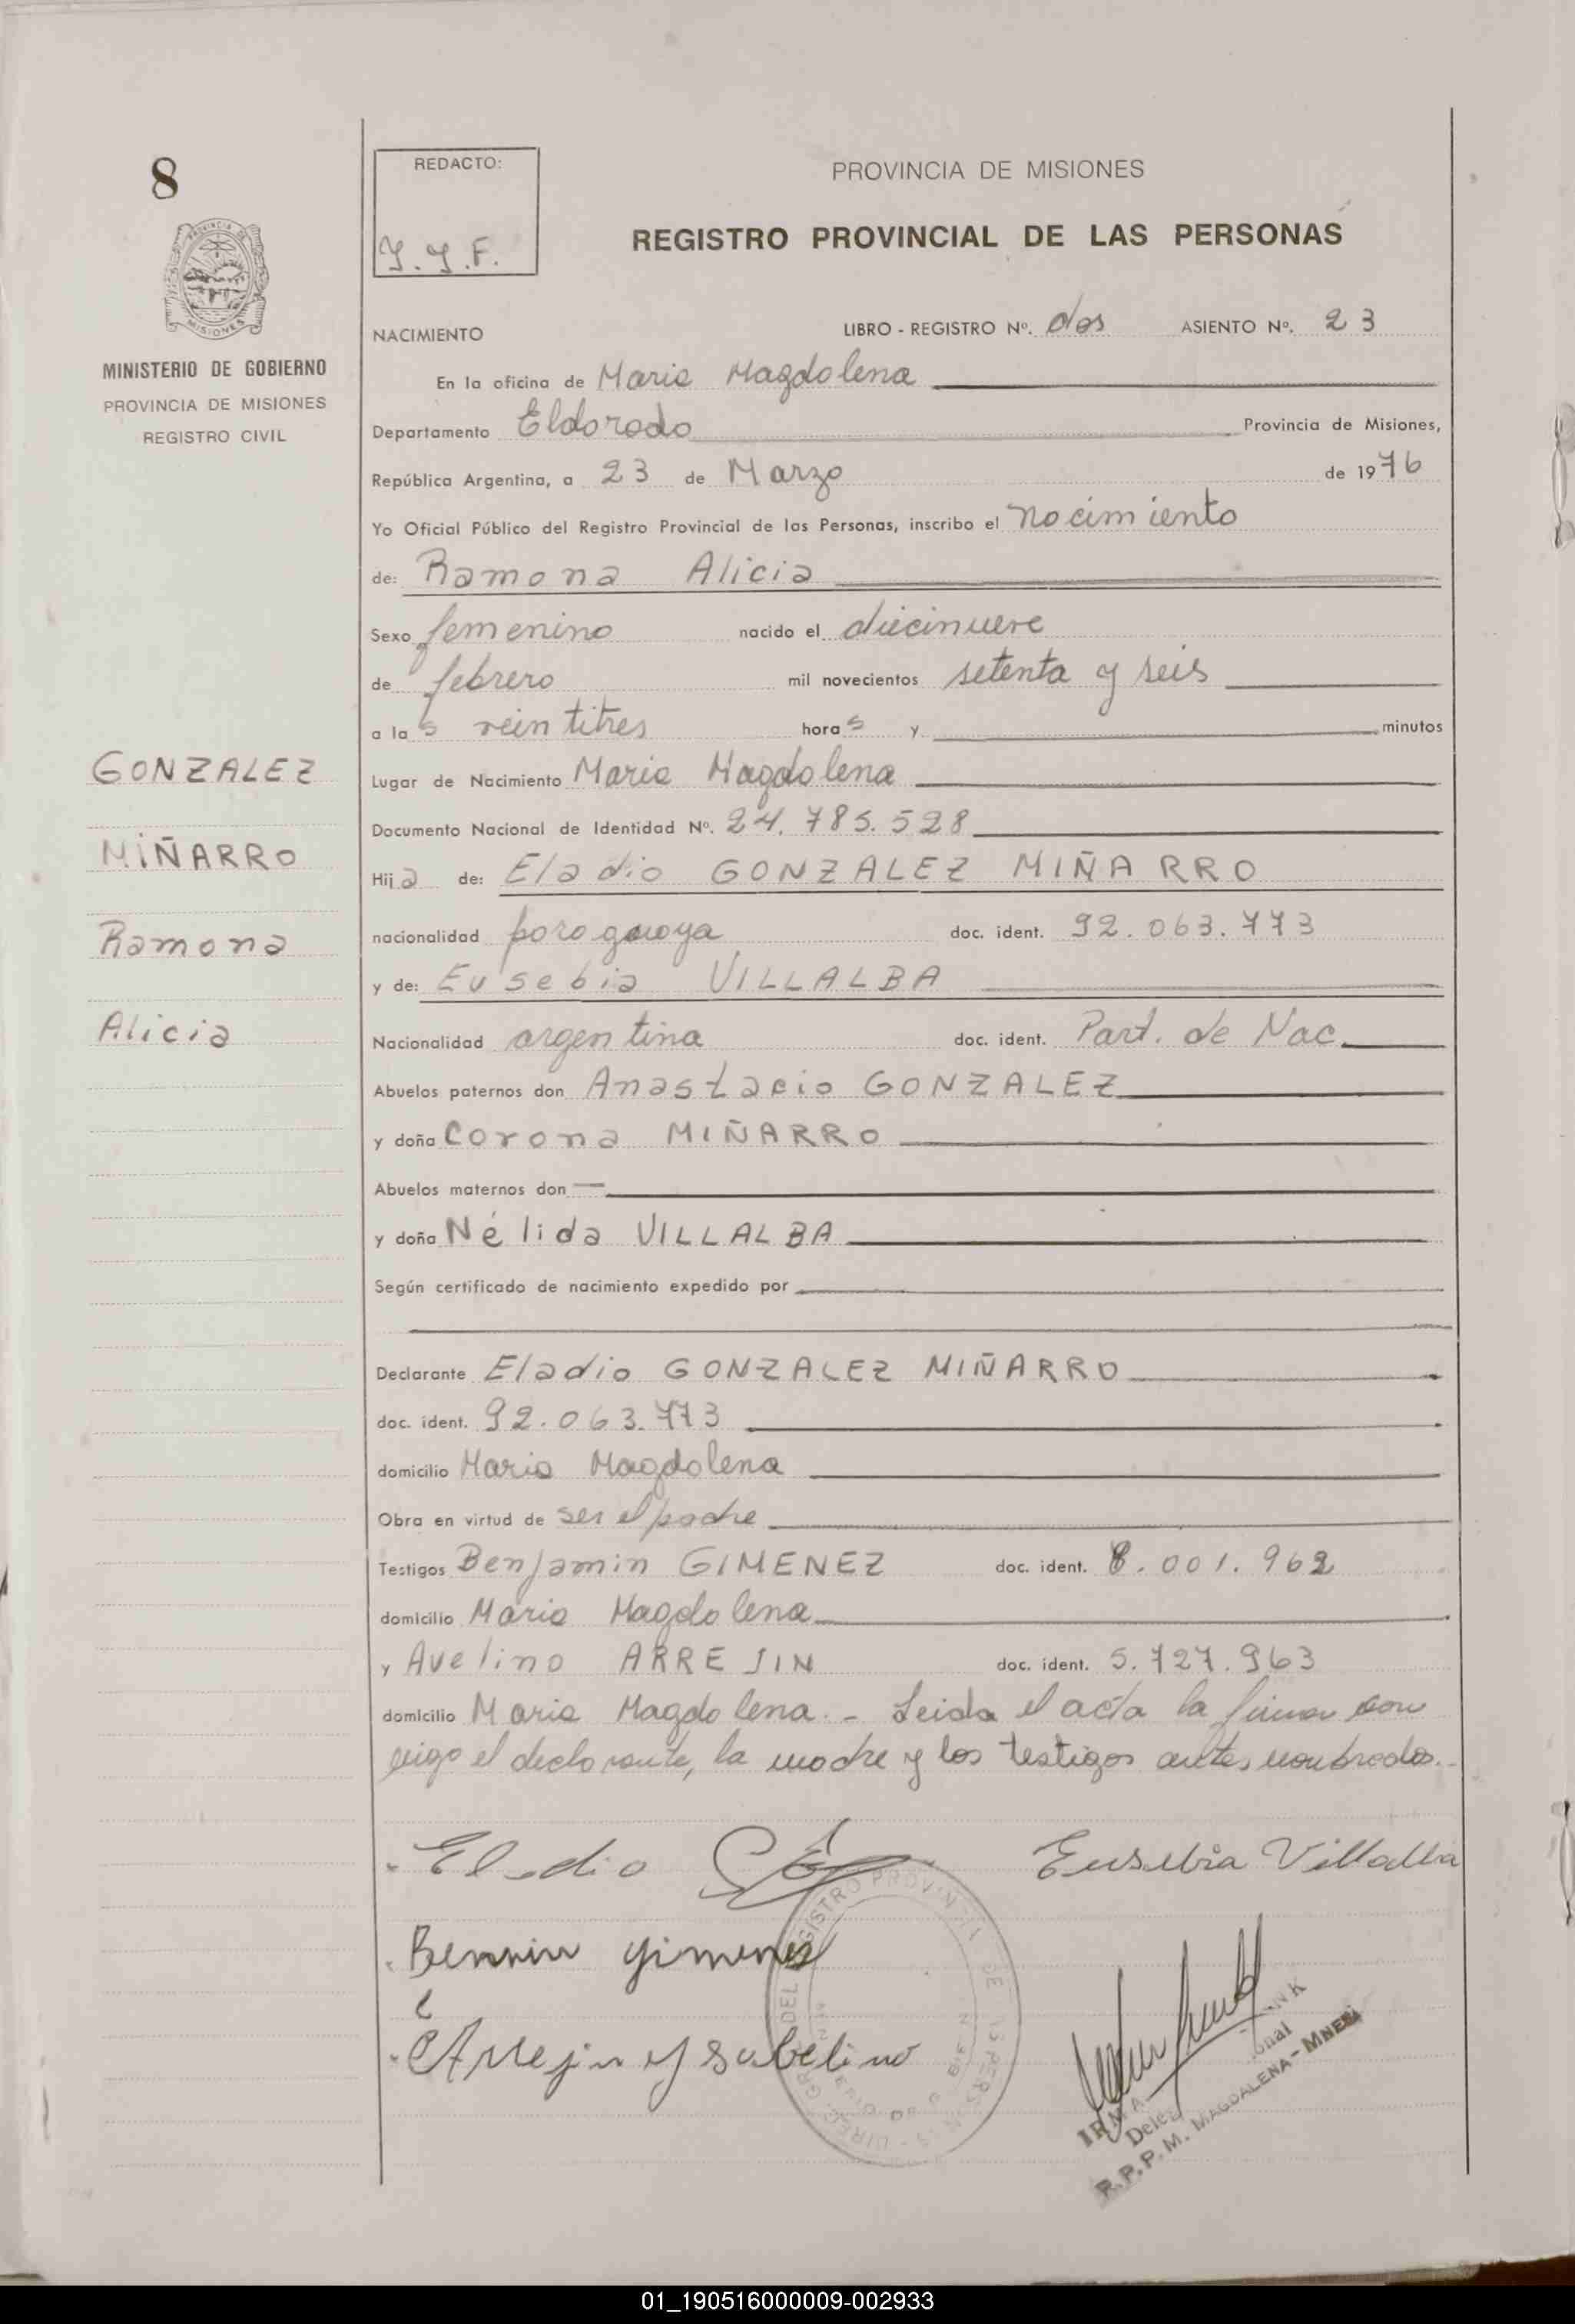 8
MINISTERIO DE GOBIERNO
PROVINCIA DE MISIONES
REGISTRO CIVIL
GONZALEZ
MIÑARRO
Ramona
Alicia
REDACTO:
Y.Y.F.
PROVINCIA DE MISIONES
REGISTRO PROVINCIAL DE LAS PERSONAS
NACIMIENTO LIBRO - REGISTRO Nº. dos ASIENTO Nº. 23
En la oficina de Maria Magdalena
Departamento Eldorado Provincia de Misiones,
República Argentina, a 23 de Marzo de 1976
Yo Oficial Público del Registro Provincial de las Personas, inscribo el nacimiento
de: Ramona Alicia
Sexo femenino nacido el diecinueve
de febrero mil novecientos setenta y seis
a las veintitres horas y minutos
Lugar de Nacimiento Maria Magdalena
Documento Nacional de Identidad Nº. 24.785.528
Hija de: Eladio GONZALEZ MIÑARRO
nacionalidad paraguaya doc. ident. 92.063.773
y de: Eusebia VILLALBA
Nacionalidad argentina doc. ident. Part. de Nac.
Abuelos paternos don Anastacio GONZALEZ
y doña Corona MIÑARRO
Abuelos maternos don —
y doña Nélida VILLALBA
Según certificado de nacimiento expedido por
Declarante Eladio GONZALEZ MIÑARRO
doc. ident. 92.063.773
domicilio Maria Magdalena
Obra en virtud de ser el padre
Testigos Benjamin GIMENEZ doc. ident. 8.001.962
domicilio Maria Magdalena
y Avelino ARREJIN doc. ident. 5.727.963
domicilio Maria Magdalena. - Leida el acta la firman con
migo el declarante, la madre y los testigos antes nombrados.-
Eladio
Eusebia Villalba
Gimenes
Arrejin y sabelino
IRMA
R.P.P.M. MAGDALENA - MNES
01_190516000009-002933